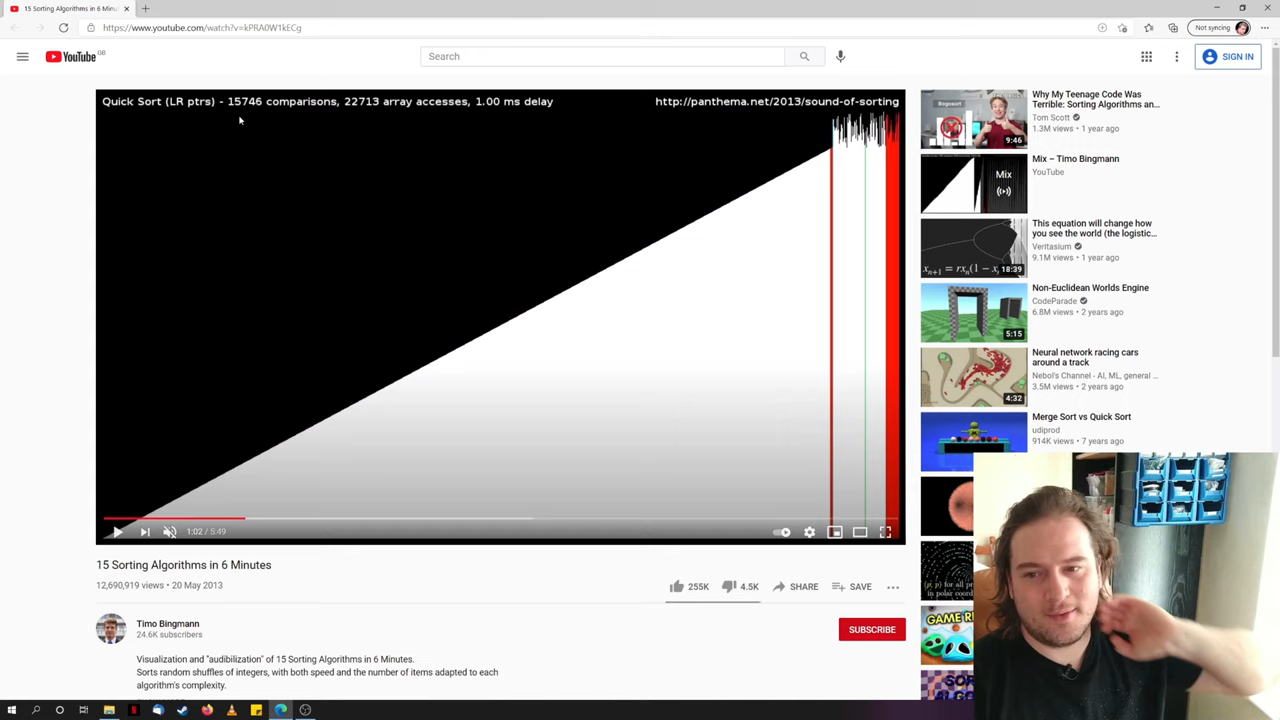 15 Sorting Algorithms in 6 Minu
https://www.youtube.com/watch?v=kPRA0W1kECg
Not syncing
YouTube GB
Search
SIGN IN
Quick Sort (LR ptrs) - 15746 comparisons, 22713 array accesses, 1.00 ms delay
http://panthema.net/2013/sound-of-sorting
1:02 / 5:49
15 Sorting Algorithms in 6 Minutes
12,690,919 views • 20 May 2013
255K
4.5K
SHARE
SAVE
Timo Bingmann
24.6K subscribers
SUBSCRIBE
Visualization and "audibilization" of 15 Sorting Algorithms in 6 Minutes.
Sorts random shuffles of integers, with both speed and the number of items adapted to each
algorithm's complexity.
Bogosort
9:46
Why My Teenage Code Was
Terrible: Sorting Algorithms an...
Tom Scott
1.3M views • 1 year ago
Mix
Mix – Timo Bingmann
YouTube
18:39
This equation will change how
you see the world (the logistic...
Veritasium
9.1M views • 1 year ago
5:15
Non-Euclidean Worlds Engine
CodeParade
6.8M views • 2 years ago
4:32
Neural network racing cars
around a track
Nebol's Channel - AI, ML, general ...
3.5M views • 2 years ago
Merge Sort vs Quick Sort
udiprod
914K views • 7 years ago
GAME